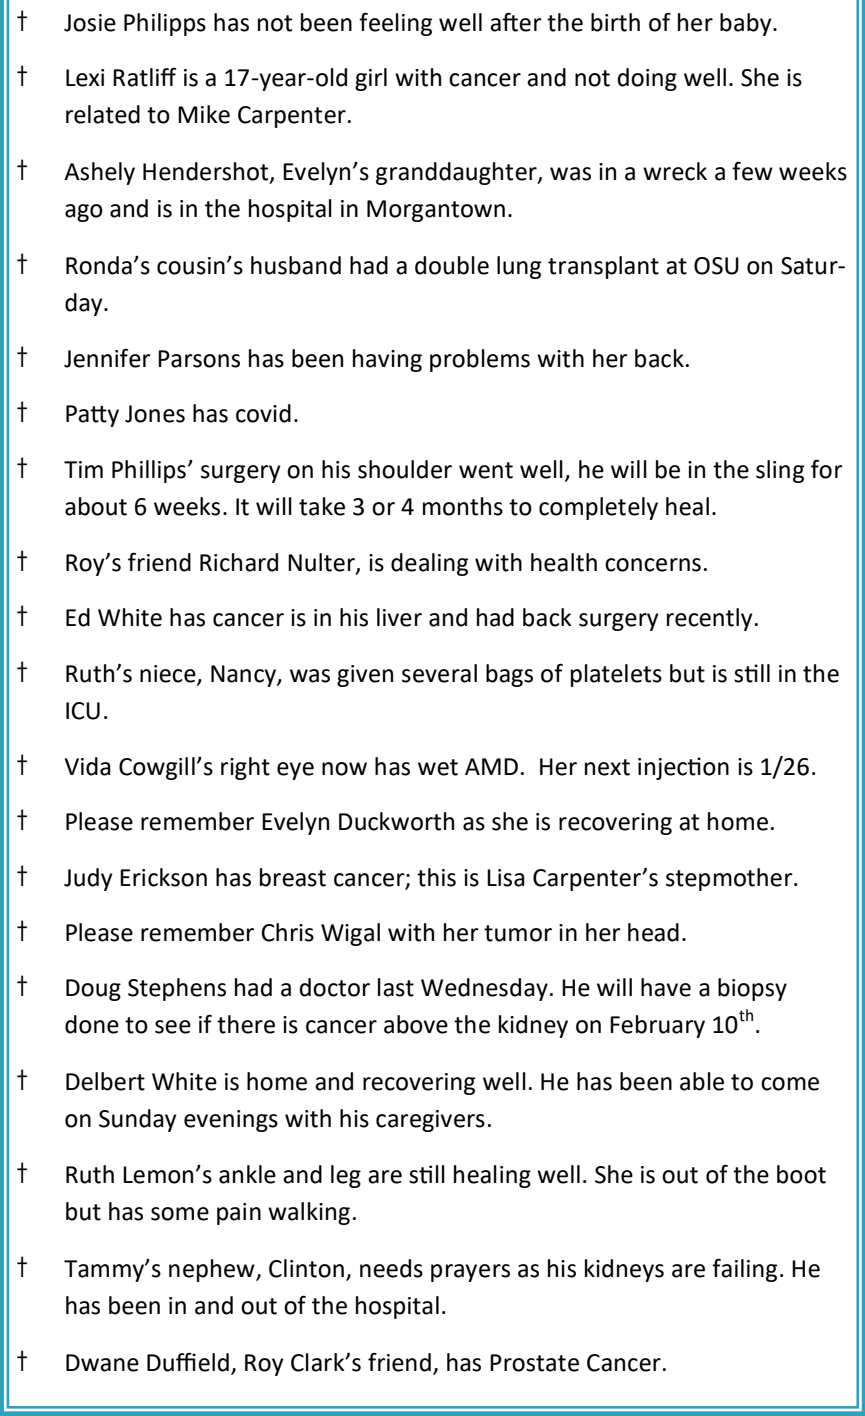 † Josie Philipps has not been feeling well after the birth of her baby.
† Lexi Ratliff is a 17-year-old girl with cancer and not doing well. She is
related to Mike Carpenter.
† Ashely Hendershot, Evelyn’s granddaughter, was in a wreck a few weeks
ago and is in the hospital in Morgantown.
† Ronda’s cousin’s husband had a double lung transplant at OSU on Satur-
day.
† Jennifer Parsons has been having problems with her back.
† Patty Jones has covid.
† Tim Phillips’ surgery on his shoulder went well, he will be in the sling for
about 6 weeks. It will take 3 or 4 months to completely heal.
† Roy’s friend Richard Nulter, is dealing with health concerns.
† Ed White has cancer is in his liver and had back surgery recently.
† Ruth’s niece, Nancy, was given several bags of platelets but is still in the
ICU.
† Vida Cowgill’s right eye now has wet AMD.  Her next injection is 1/26.
† Please remember Evelyn Duckworth as she is recovering at home.
† Judy Erickson has breast cancer; this is Lisa Carpenter’s stepmother.
† Please remember Chris Wigal with her tumor in her head.
† Doug Stephens had a doctor last Wednesday. He will have a biopsy
done to see if there is cancer above the kidney on February 10th.
† Delbert White is home and recovering well. He has been able to come
on Sunday evenings with his caregivers.
† Ruth Lemon’s ankle and leg are still healing well. She is out of the boot
but has some pain walking.
† Tammy’s nephew, Clinton, needs prayers as his kidneys are failing. He
has been in and out of the hospital.
† Dwane Duffield, Roy Clark’s friend, has Prostate Cancer.